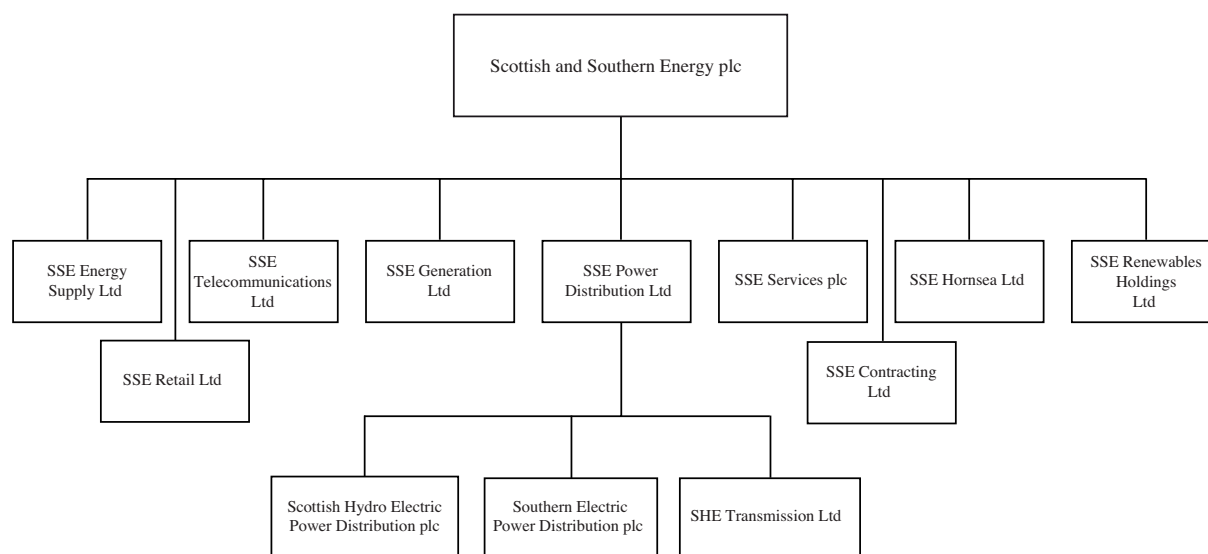 Scottish and Southern Energy plc
SSE Energy
Supply Ltd
SSE
Telecommunications
Ltd
SSE Generation
Ltd
SSE Power
Distribution Ltd
SSE Services plc
SSE Hornsea Ltd
SSE Renewables
Holdings
Ltd
SSE Retail Ltd
SSE Contracting
Ltd
Scottish Hydro Electric
Power Distribution plc
Southern Electric
Power Distribution plc
SHE Transmission Ltd